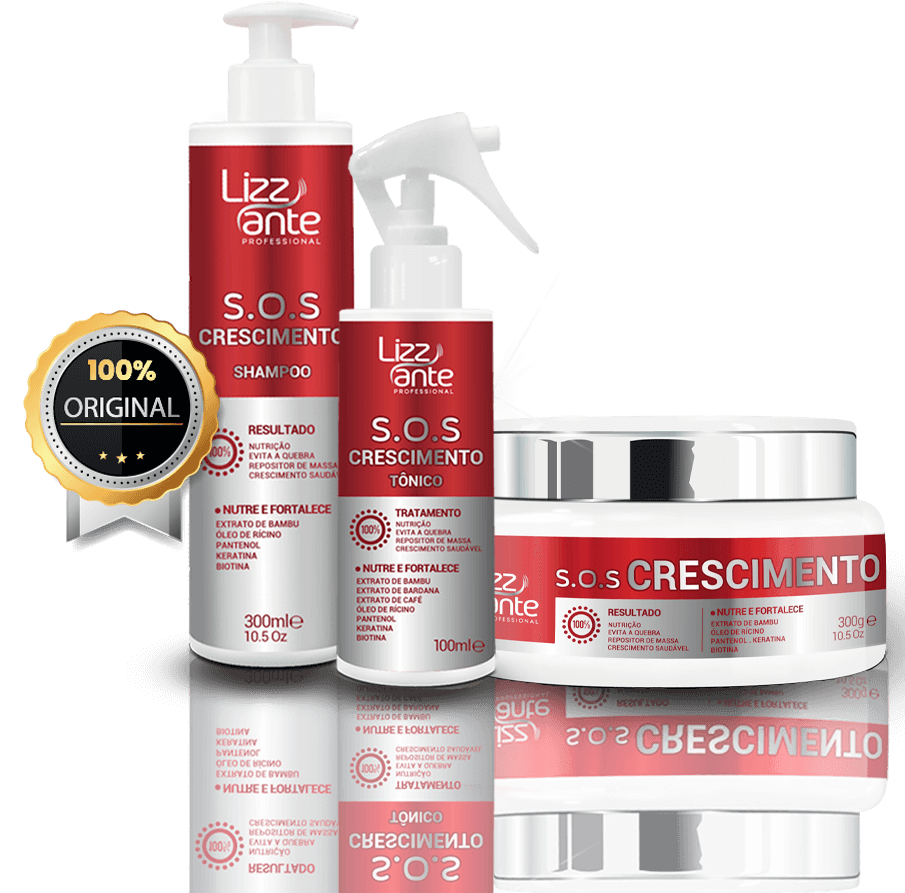 100%
ORIGINAL
Lizz
ante
PROFESSIONAL
S.O.S
CRESCIMENTO
SHAMPOO
100%
RESULTADO
NUTRIÇÃO
EVITA A QUEBRA
REPOSITOR DE MASSA
CRESCIMENTO SAUDÁV
• NUTRE E FORTALECE
EXTRATO DE BAMBU
ÓLEO DE RÍCINO
PANTENOL
KERATINA
BIOTINA
300ml℮
10.5 Oz
Lizz
ante
PROFESSIONAL
S.O.S
CRESCIMENTO
TÔNICO
100%
TRATAMENTO
NUTRIÇÃO
EVITA A QUEBRA
REPOSITOR DE MASSA
CRESCIMENTO SAUDÁVEL
• NUTRE E FORTALECE
EXTRATO DE BAMBU
EXTRATO DE BARDANA
EXTRATO DE CAFÉ
ÓLEO DE RÍCINO
PANTENOL
KERATINA
BIOTINA
100ml℮
izz
ante
OFESSIONAL
S.O.S CRESCIMENTO
100%
RESULTADO
NUTRIÇÃO
EVITA A QUEBRA
REPOSITOR DE MASSA
CRESCIMENTO SAUDÁVEL
• NUTRE E FORTALECE
EXTRATO DE BAMBU
ÓLEO DE RÍCINO
PANTENOL . KERATINA
BIOTINA
300g ℮
10.5 Oz